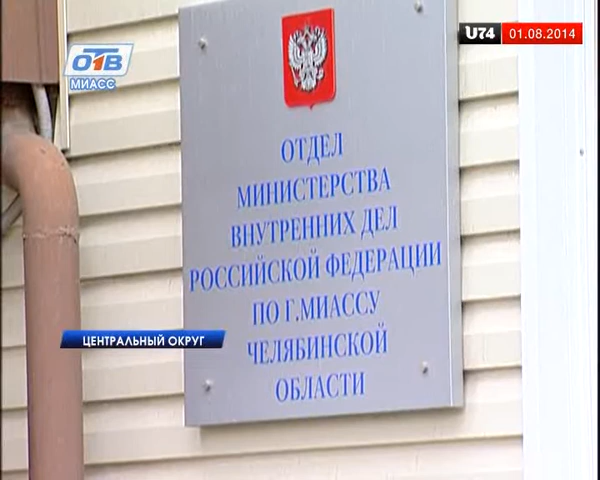 ОТВ
МИАСС
U74 01.08.2014
ОТДЕЛ
МИНИСТЕРСТВА
ВНУТРЕННИХ ДЕЛ
РОССИЙСКОЙ ФЕДЕРАЦИИ
ПО Г.МИАССУ
ЧЕЛЯБИНСКОЙ
ОБЛАСТИ
ЦЕНТРАЛЬНЫЙ ОКРУГ